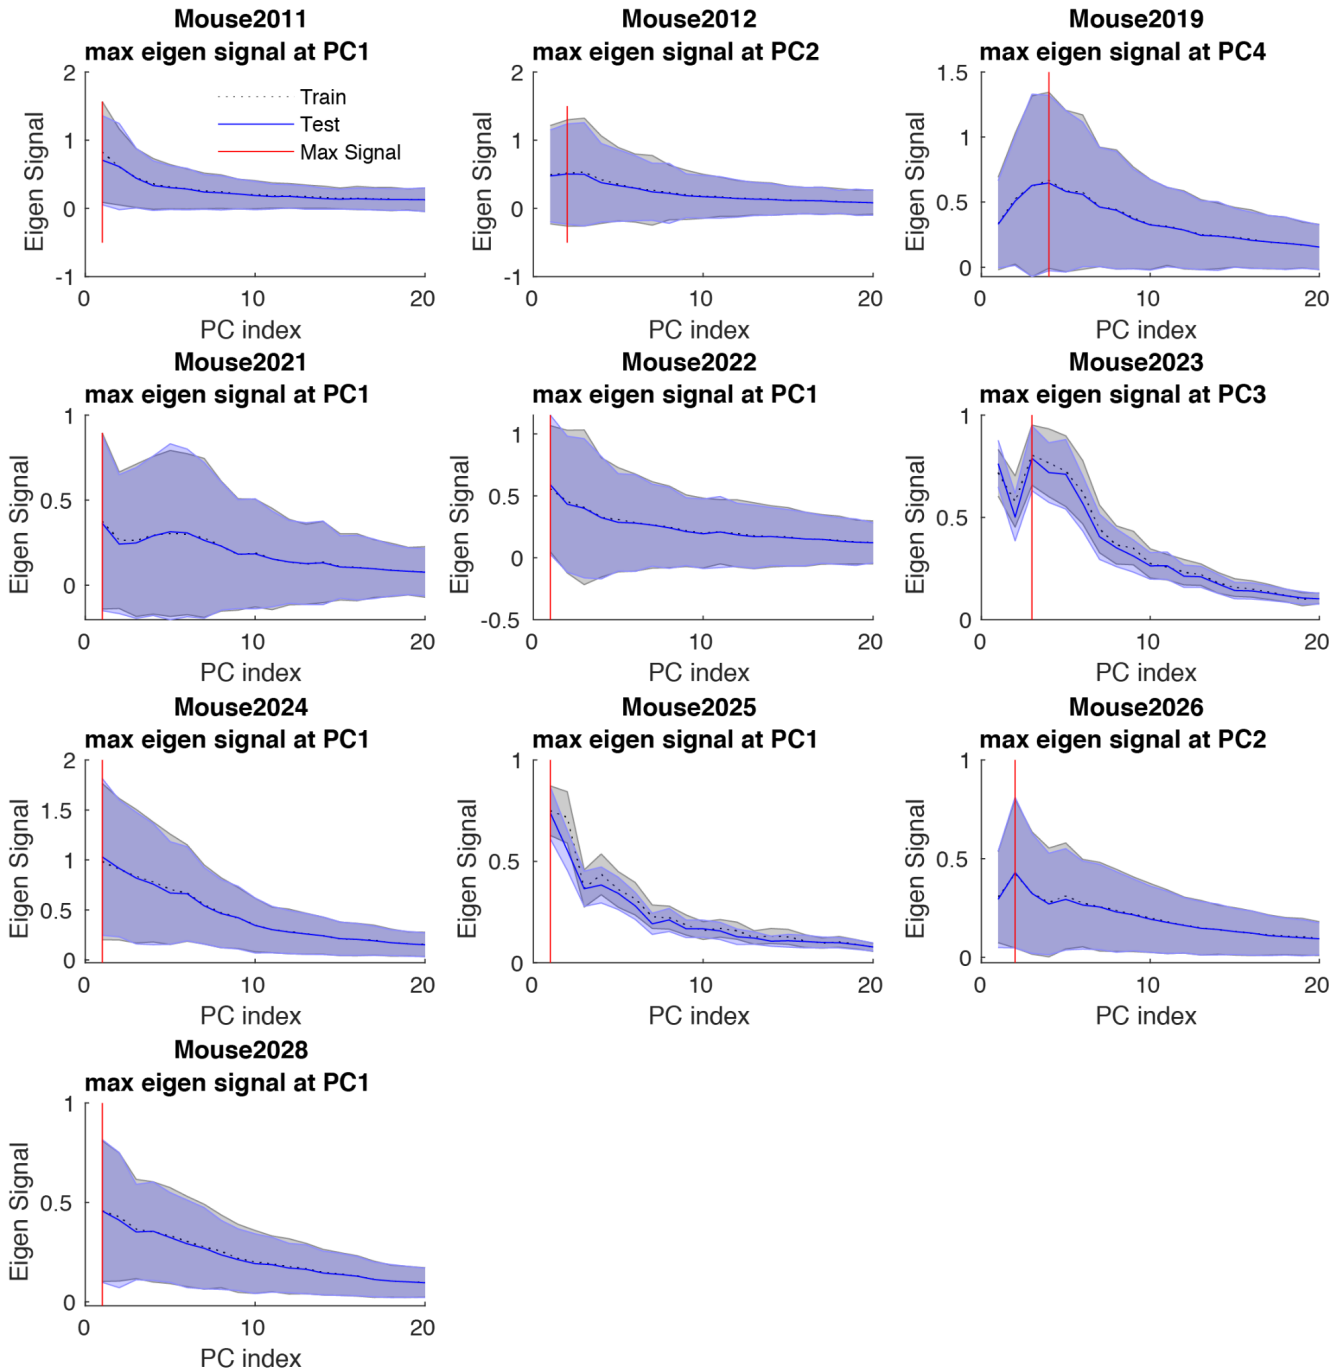 Mouse2011
max eigen signal at PC1
2
1
0
-1
Eigen Signal
Train
Test
Max Signal
0
10
20
PC index
Mouse2012
max eigen signal at PC2
2
1
0
-1
Eigen Signal
0
10
20
PC index
Mouse2019
max eigen signal at PC4
1.5
1
0.5
0
Eigen Signal
0
10
20
PC index
Mouse2021
max eigen signal at PC1
1
0.5
0
Eigen Signal
0
10
20
PC index
Mouse2022
max eigen signal at PC1
1
0.5
0
-0.5
Eigen Signal
0
10
20
PC index
Mouse2023
max eigen signal at PC3
1
0.5
0
Eigen Signal
0
10
20
PC index
Mouse2024
max eigen signal at PC1
2
1.5
1
0.5
0
Eigen Signal
0
10
20
PC index
Mouse2025
max eigen signal at PC1
1
0.5
0
Eigen Signal
0
10
20
PC index
Mouse2026
max eigen signal at PC2
1
0.5
0
Eigen Signal
0
10
20
PC index
Mouse2028
max eigen signal at PC1
1
0.5
0
Eigen Signal
0
10
20
PC index